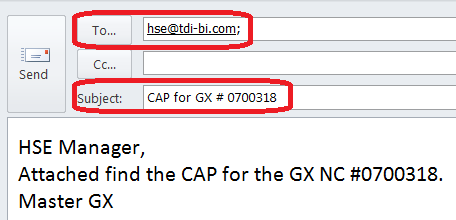 To... hse@tdi-bi.com;
Cc...
Send
Subject: CAP for GX # 0700318
HSE Manager,
Attached find the CAP for the GX NC #0700318.
Master GX